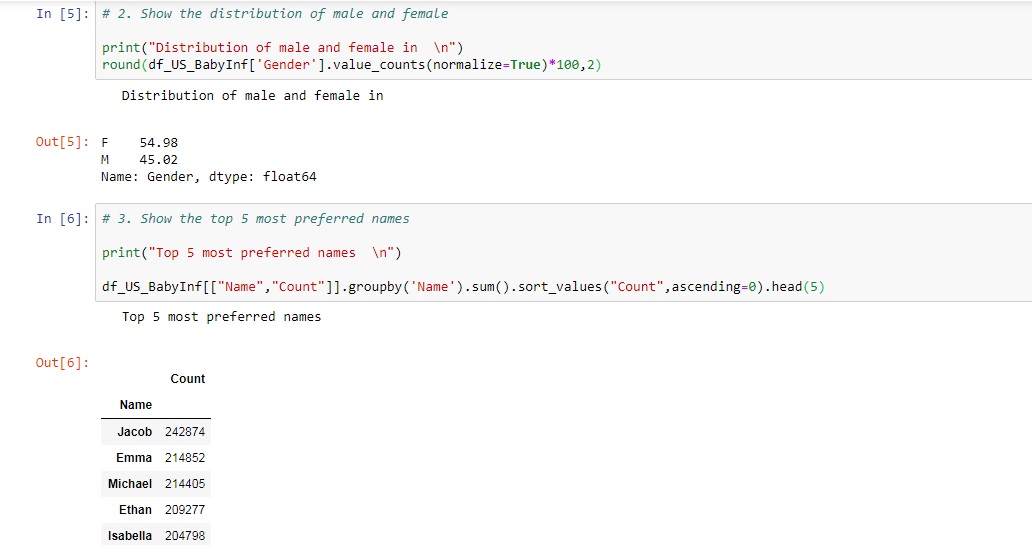 In [5]: # 2. Show the distribution of male and female
print("Distribution of male and female in  \n")
round(df_US_BabyInf['Gender'].value_counts(normalize=True)*100,2)
Distribution of male and female in
Out[5]: F    54.98
M    45.02
Name: Gender, dtype: float64
In [6]: # 3. Show the top 5 most preferred names
print("Top 5 most preferred names  \n")
df_US_BabyInf[["Name","Count"]].groupby('Name').sum().sort_values("Count",ascending=0).head(5)
Top 5 most preferred names
Out[6]:
Count
Name
Jacob 242874
Emma 214852
Michael 214405
Ethan 209277
Isabella 204798